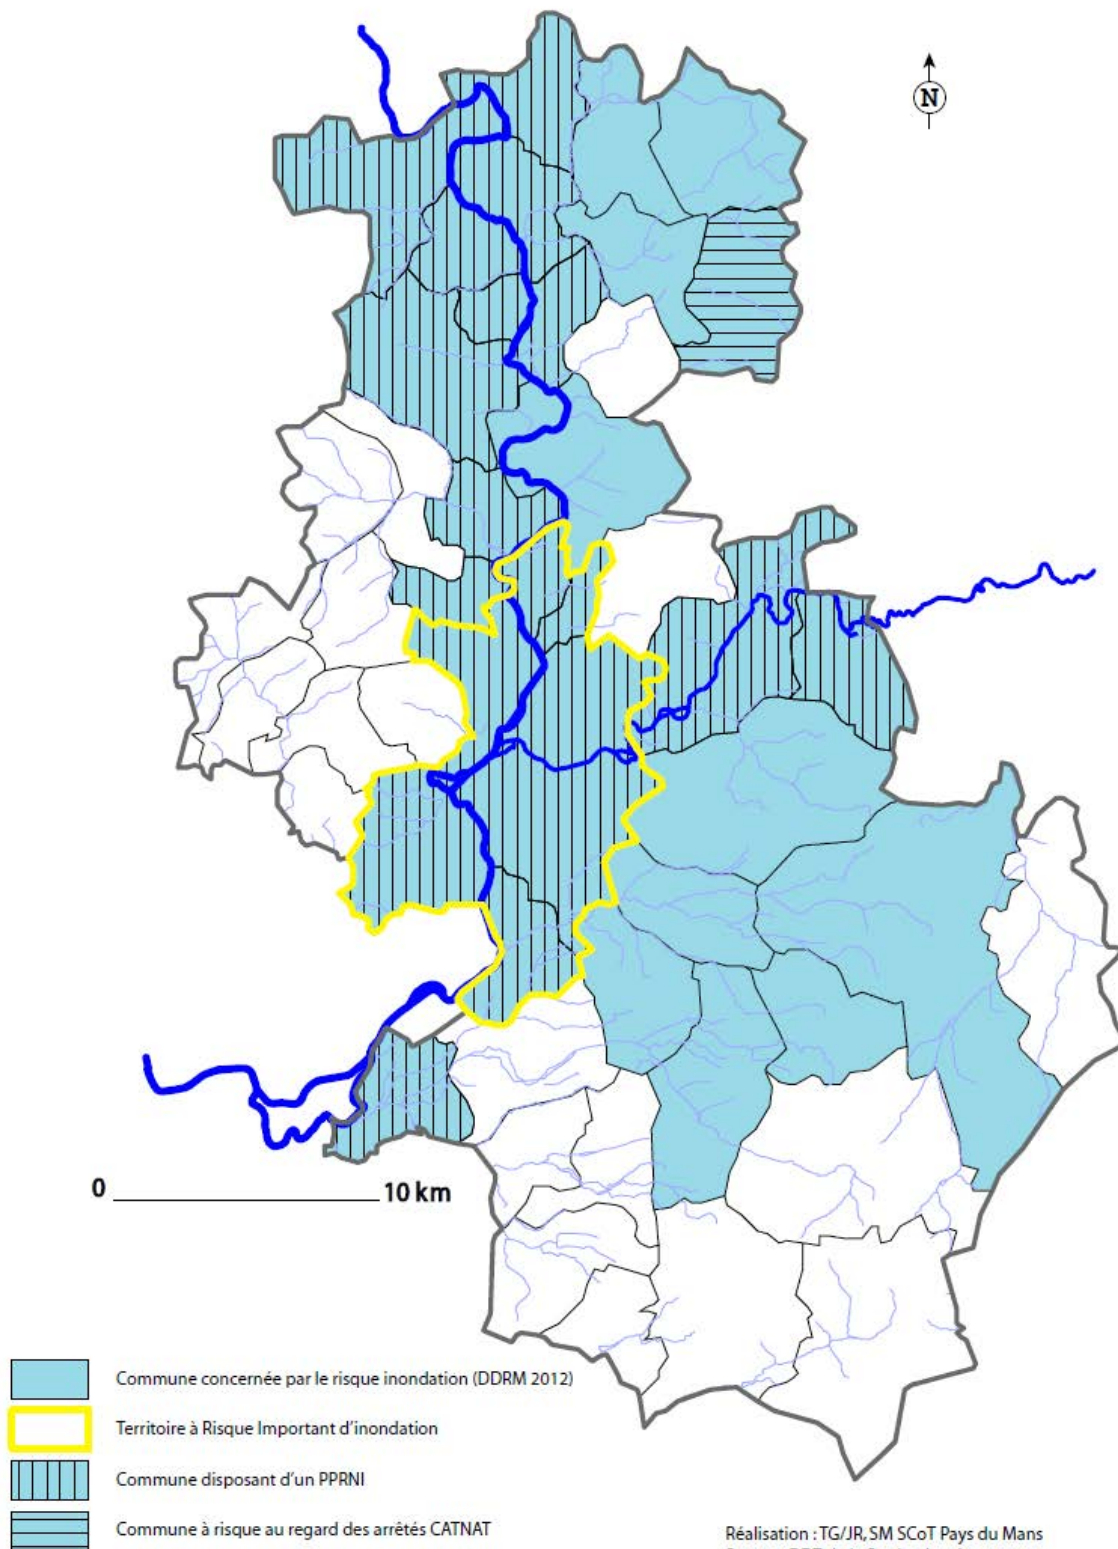 N
0 10 km
Commune concernée par le risque inondation (DDRM 2012)
Territoire à Risque Important d'inondation
Commune disposant d'un PPRNI
Commune à risque au regard des arrêtés CATNAT
Réalisation : TG/JR, SM SCoT Pays du Mans